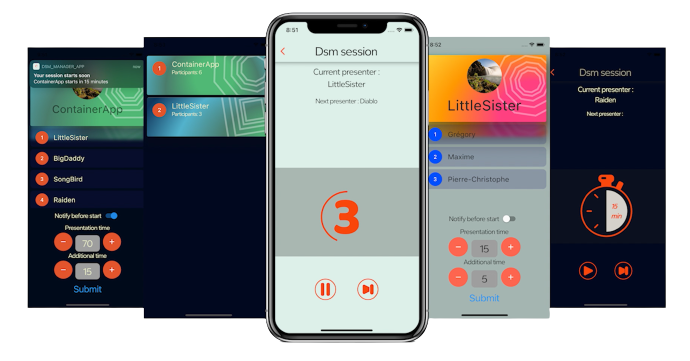 DSM_MANAGER_APP
now
Your session starts soon
ContainerApp starts in 15 minutes
ContainerApp
1 LittleSister
2 BigDaddy
3 SongBird
4 Raiden
Notify before start
Presentation time
− 70 +
Additional time
− 15 +
Submit
1 ContainerApp
Participants: 6
2 LittleSister
Participants: 3
8:51
Dsm session
Current presenter :
LittleSister
Next presenter : Diablo
3
8:52
LittleSister
1 Grégory
2 Maxime
3 Pierre-Christophe
Notify before start
Presentation time
− 15 +
Additional time
− 5 +
Submit
Dsm session
Current presenter :
Raiden
Next presenter :
15
min